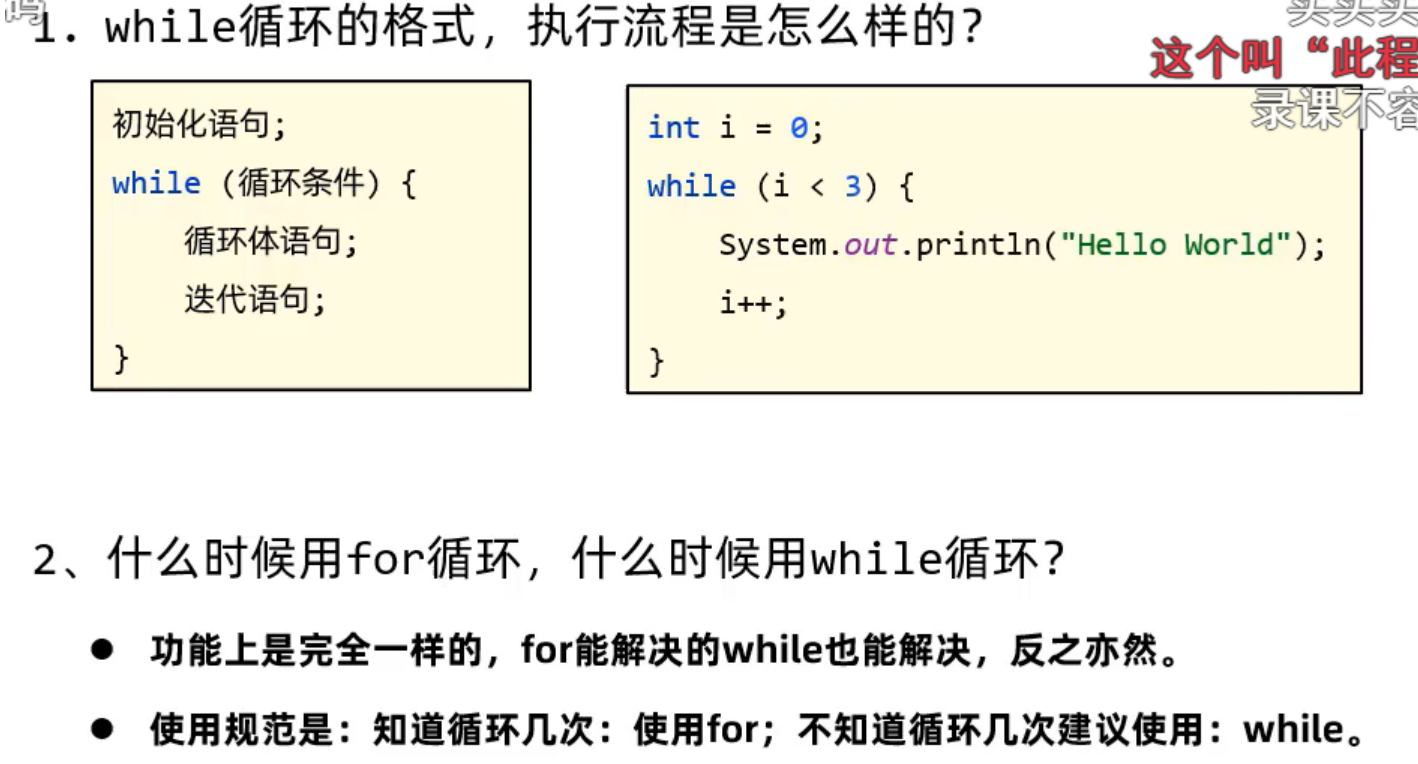 1. while循环的格式，执行流程是怎么样的？
初始化语句;
while (循环条件) {
循环体语句;
迭代语句;
}
int i = 0;
while (i < 3) {
System.out.println("Hello World");
i++;
}
买买买
这个叫“此程
录课不容
2、什么时候用for循环，什么时候用while循环？
● 功能上是完全一样的，for能解决的while也能解决，反之亦然。
● 使用规范是：知道循环几次：使用for；不知道循环几次建议使用：while。